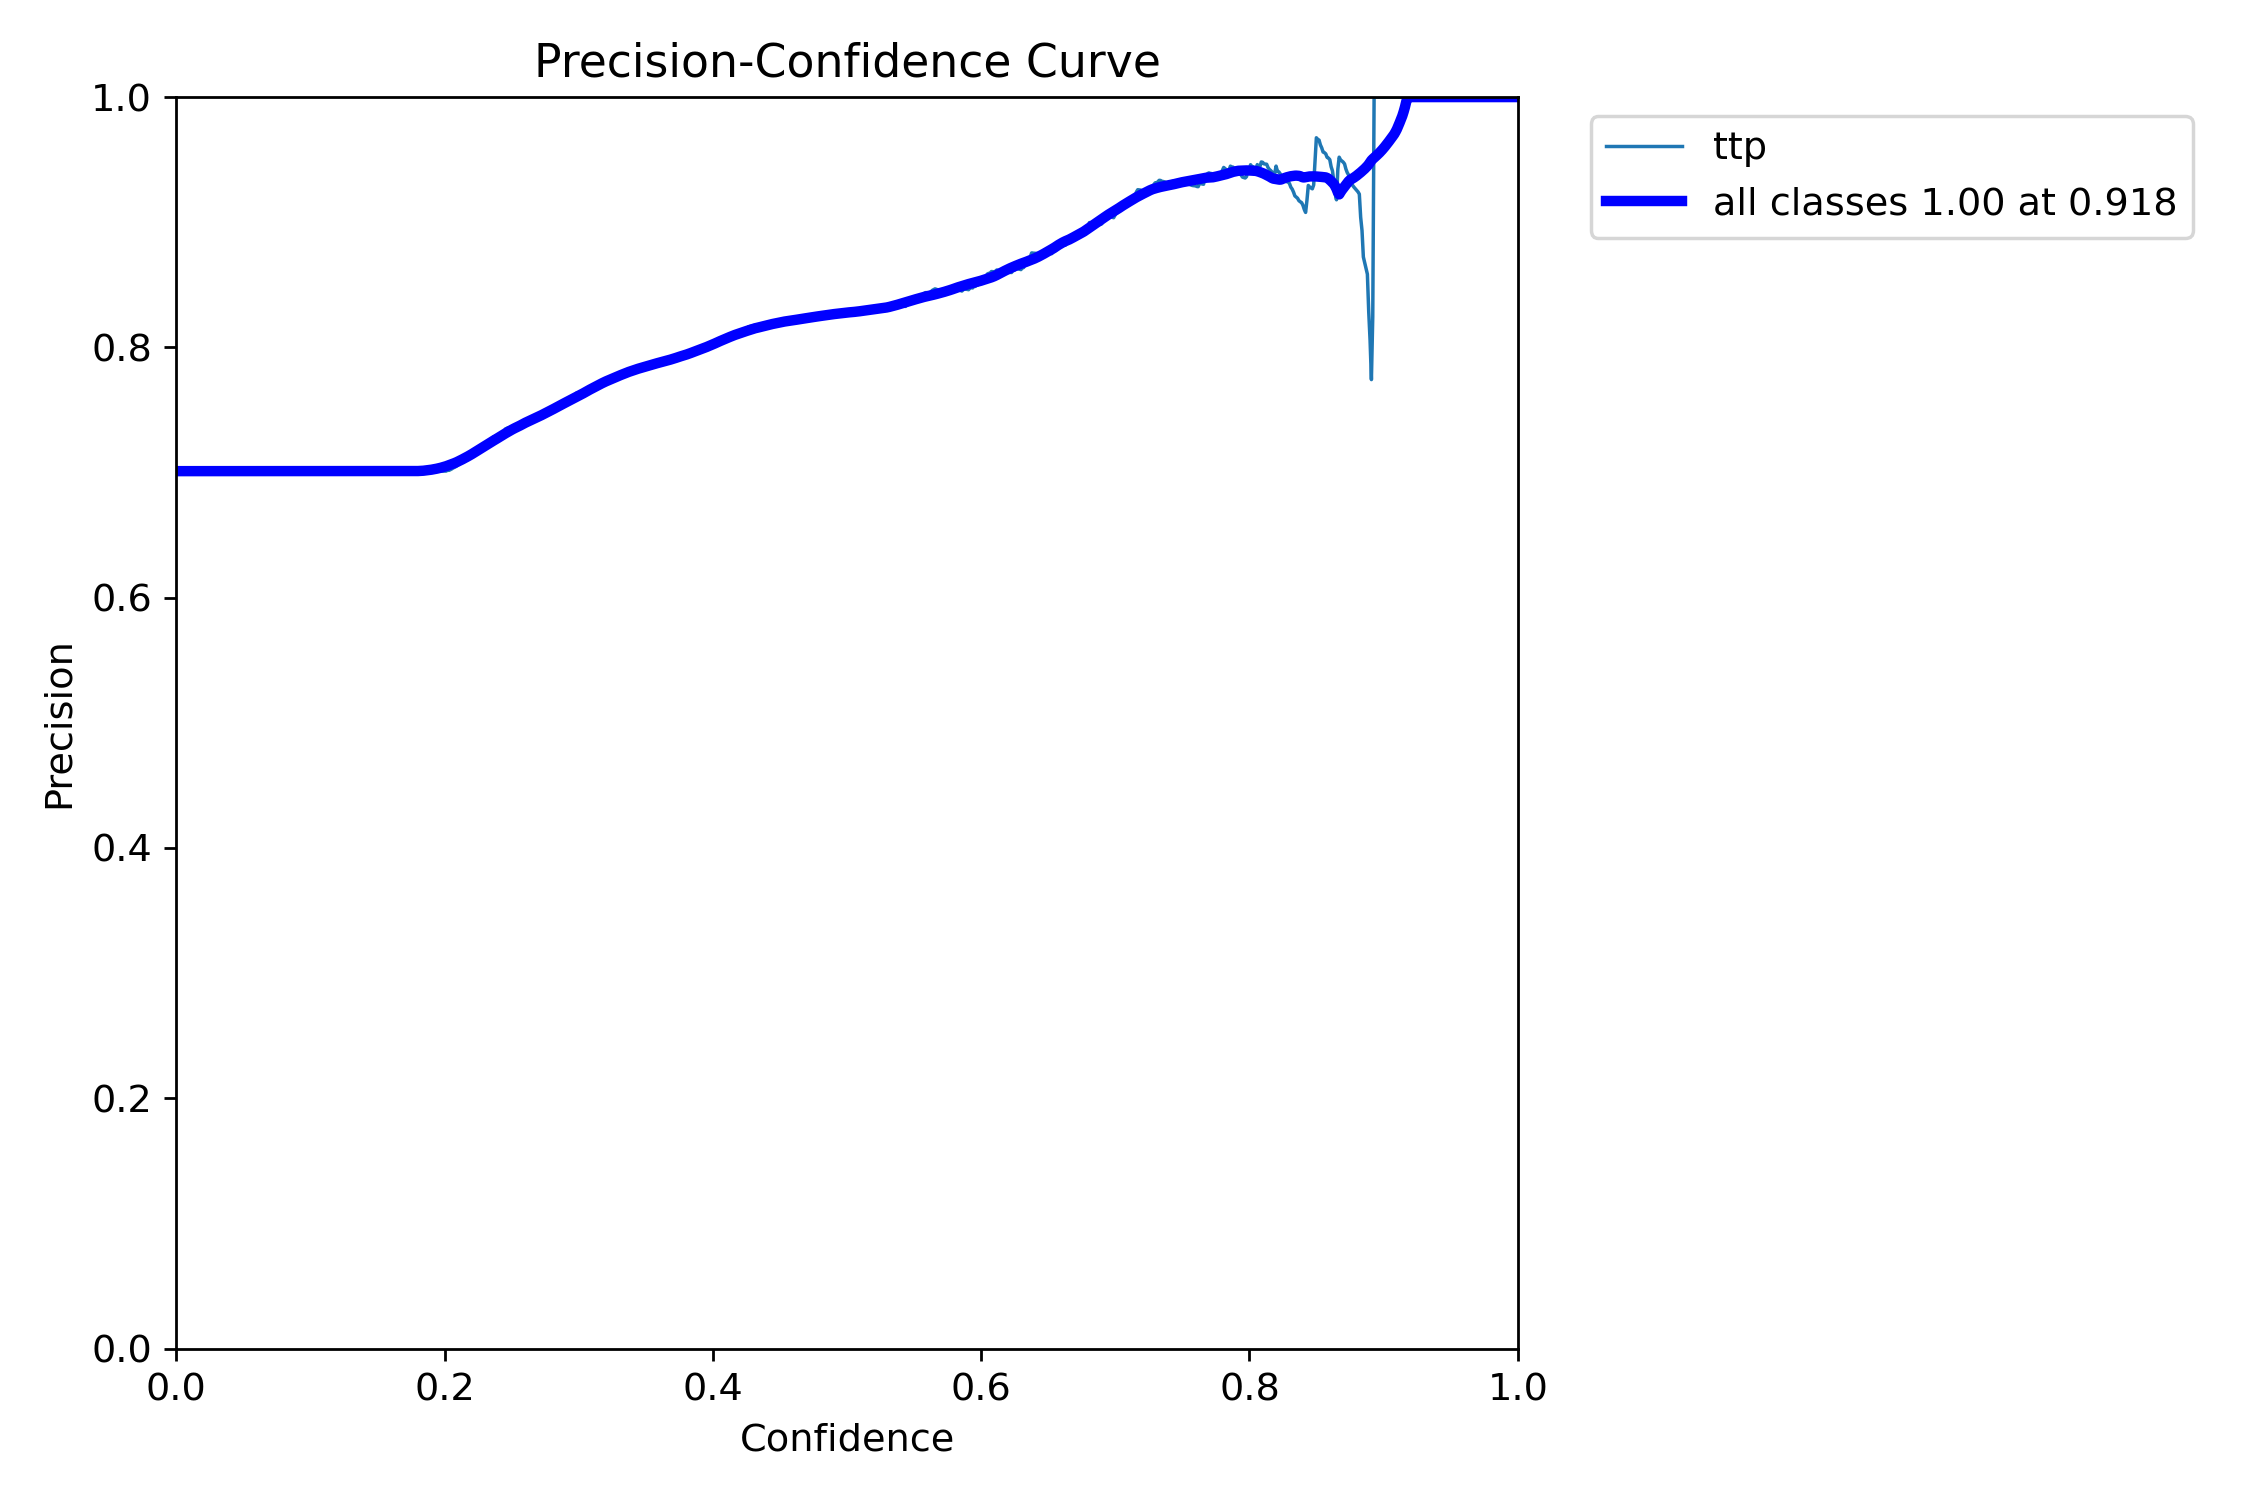 Precision-Confidence Curve
1.0
0.8
0.6
0.4
0.2
0.0
Precision
0.0 0.2 0.4 0.6 0.8 1.0
Confidence
ttp
all classes 1.00 at 0.918